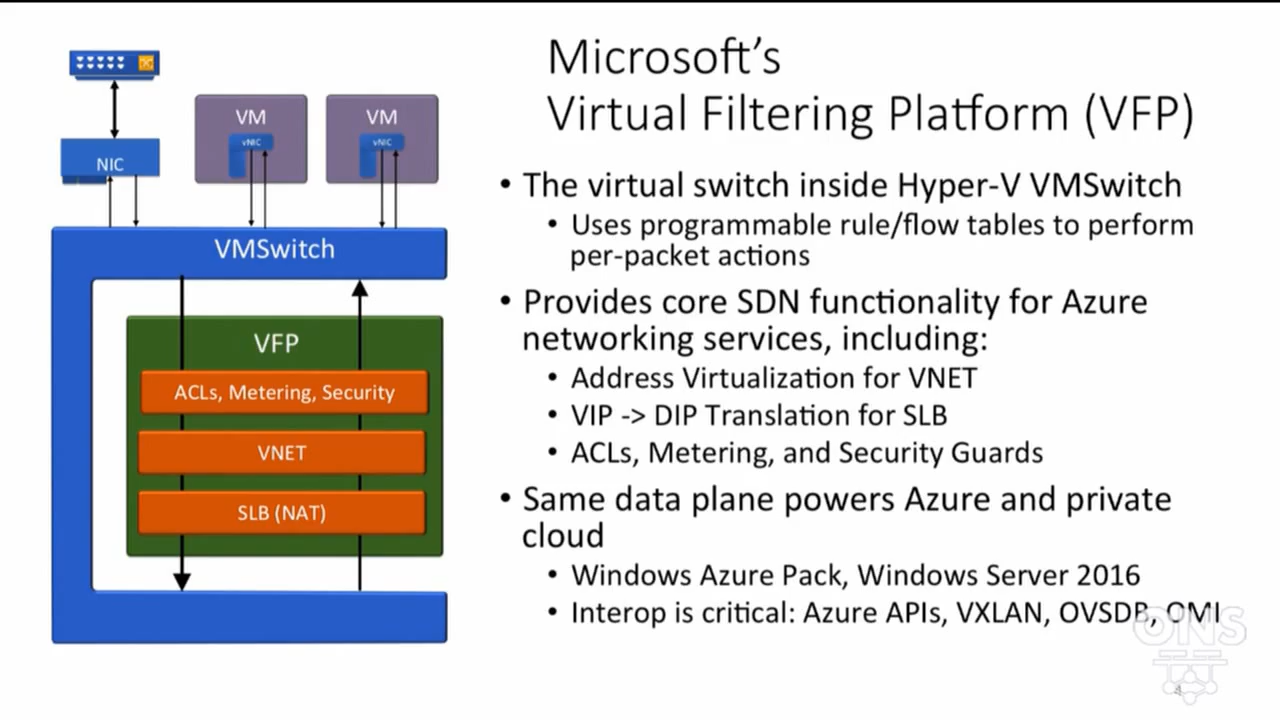 Microsoft's
Virtual Filtering Platform (VFP)
NIC
VM
vNIC
VM
vNIC
VMSwitch
VFP
ACLs, Metering, Security
VNET
SLB (NAT)
• The virtual switch inside Hyper-V VMSwitch
• Uses programmable rule/flow tables to perform
per-packet actions
• Provides core SDN functionality for Azure
networking services, including:
• Address Virtualization for VNET
• VIP -> DIP Translation for SLB
• ACLs, Metering, and Security Guards
• Same data plane powers Azure and private
cloud
• Windows Azure Pack, Windows Server 2016
• Interop is critical: Azure APIs, VXLAN, OVSDB, OMI
ONS
4